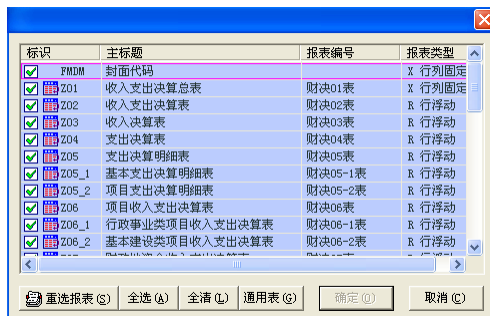 标识 主标题 报表编号 报表类型
FMDM 封面代码 X 行列固定
Z01 收入支出决算总表 财决01表 X 行列固定
Z02 收入支出决算表 财决02表 R 行浮动
Z03 收入决算表 财决03表 R 行浮动
Z04 支出决算表 财决04表 R 行浮动
Z05 支出决算明细表 财决05表 R 行浮动
Z05_1 基本支出决算明细表 财决05-1表 R 行浮动
Z05_2 项目支出决算明细表 财决05-2表 R 行浮动
Z06 项目收入支出决算表 财决06表 R 行浮动
Z06_1 行政事业类项目收入支出决算表 财决06-1表 R 行浮动
Z06_2 基本建设类项目收入支出决算表 财决06-2表 R 行浮动
重选报表(S) 全选(A) 全清(L) 通用表(G) 确定(O) 取消(C)